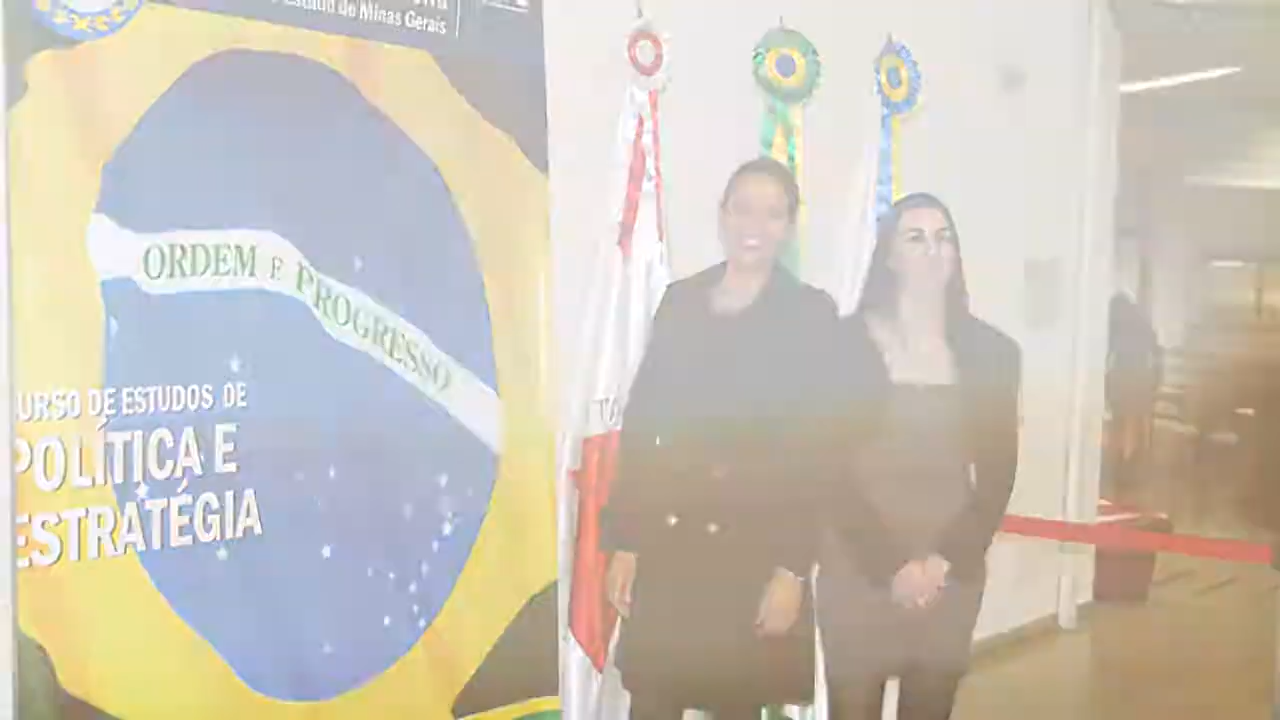 Estado de Minas Gerais
ORDEM E PROGRESSO
URSO DE ESTUDOS DE
POLÍTICA E
ESTRATÉGIA